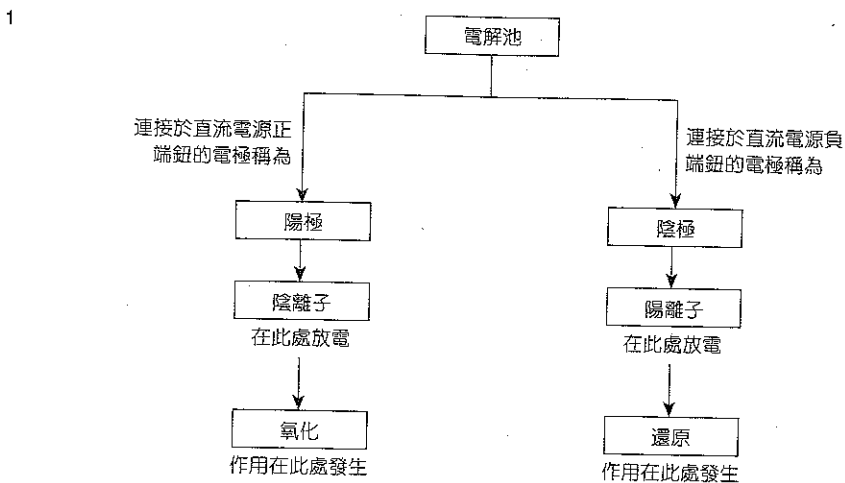 1
電解池
連接於直流電源正
端鈕的電極稱為
連接於直流電源負
端鈕的電極稱為
陽極
陰極
陰離子
在此處放電
陽離子
在此處放電
氧化
作用在此處發生
還原
作用在此處發生